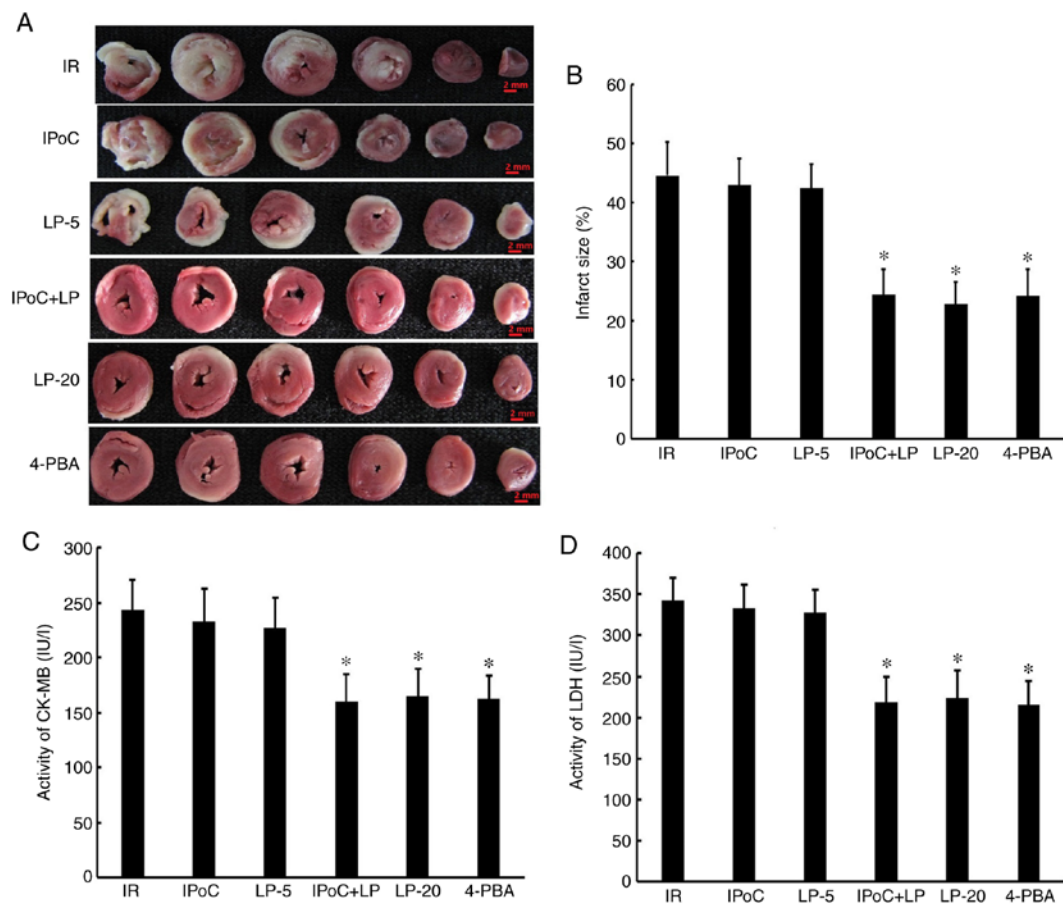 A
IR
2 mm
IPoC
2 mm
LP-5
2 mm
IPoC+LP
2 mm
LP-20
2 mm
4-PBA
2 mm
B
Infarct size (%)
60
50
40
30
20
10
0
* * *
IR IPoC LP-5 IPoC+LP LP-20 4-PBA
C
Activity of CK-MB (IU/l)
300
250
200
150
100
50
0
* * *
IR IPoC LP-5 IPoC+LP LP-20 4-PBA
D
Activity of LDH (IU/l)
400
350
300
250
200
150
100
50
0
* * *
IR IPoC LP-5 IPoC+LP LP-20 4-PBA